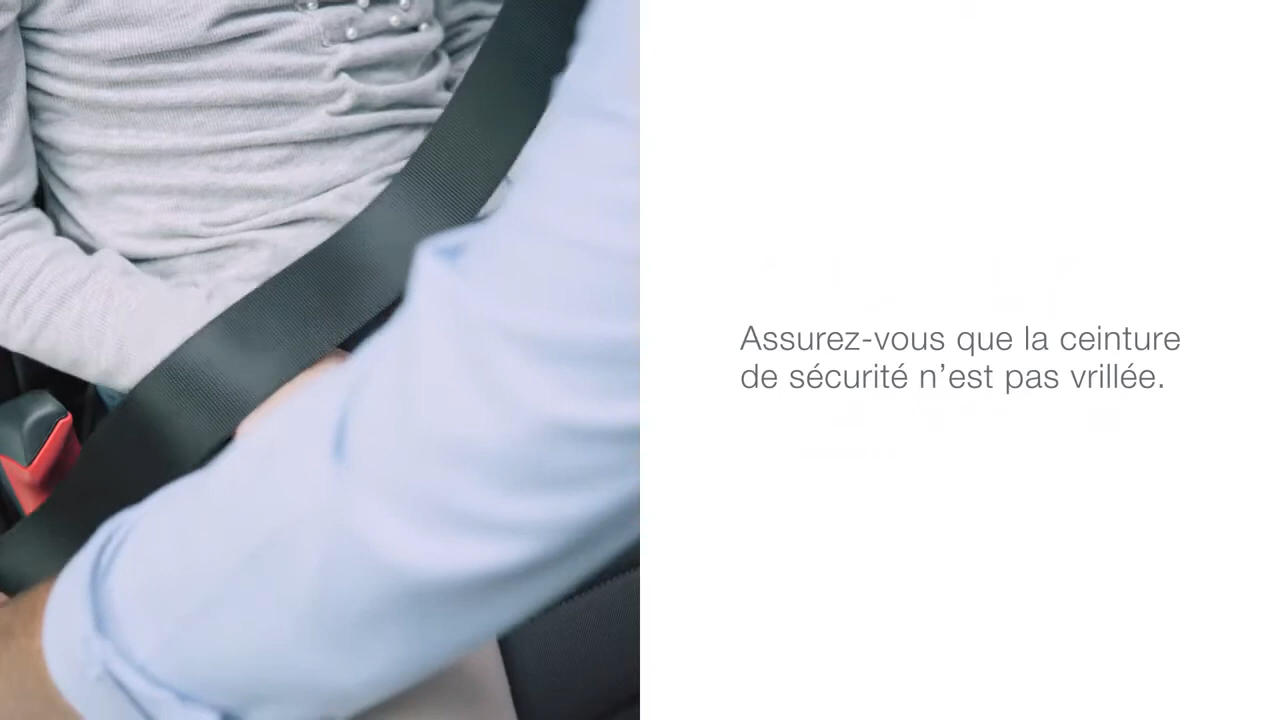 Assurez-vous que la ceinture
de sécurité n’est pas vrillée.